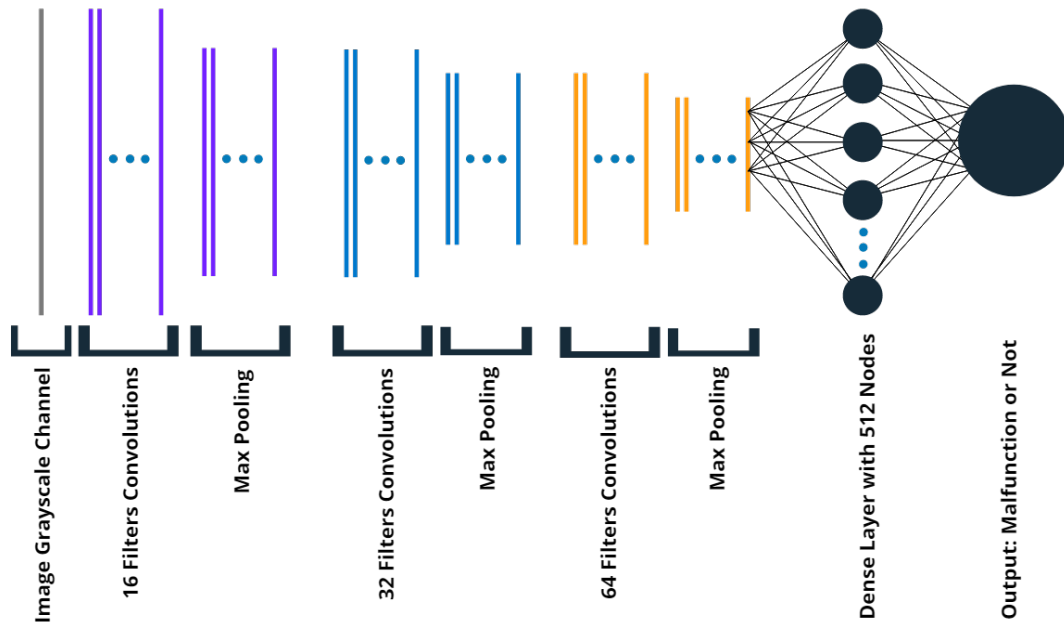 Image Grayscale Channel
16 Filters Convolutions
Max Pooling
32 Filters Convolutions
Max Pooling
64 Filters Convolutions
Max Pooling
Dense Layer with 512 Nodes
Output: Malfunction or Not